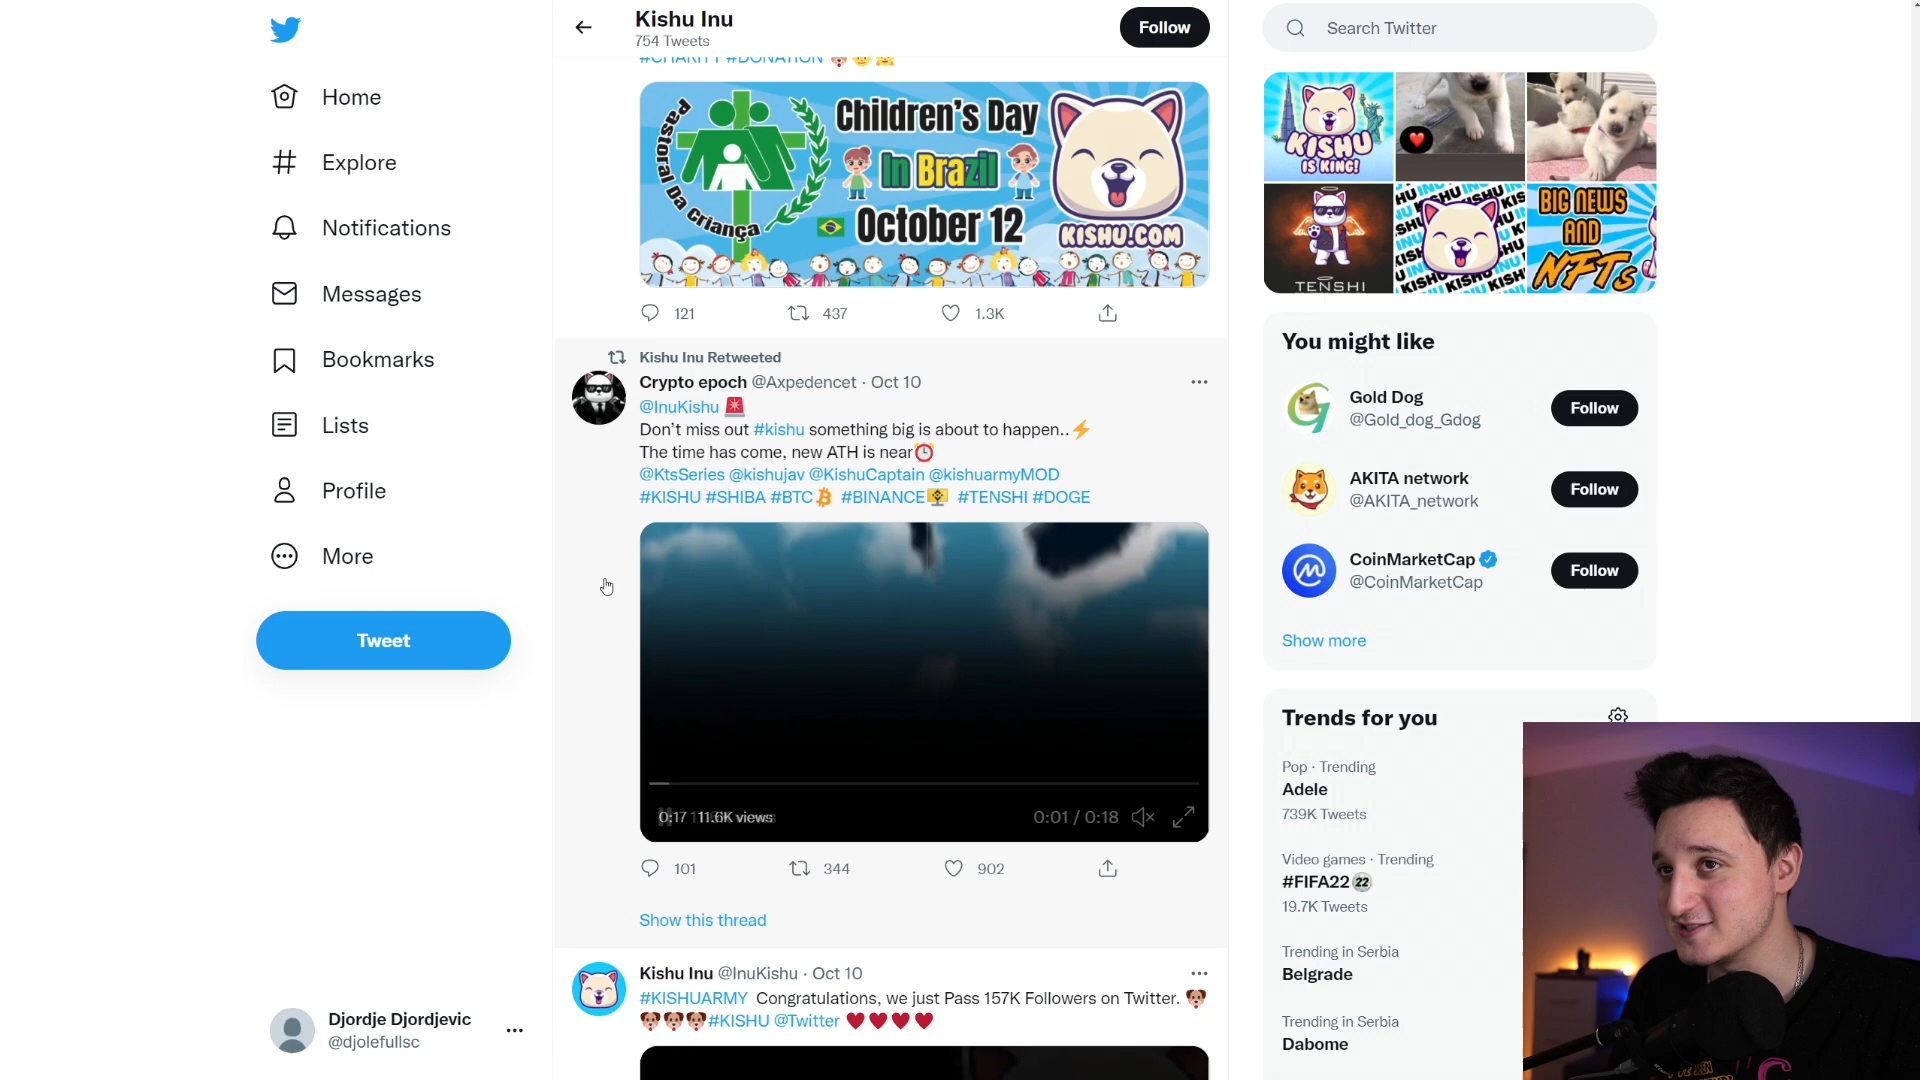 Kishu Inu
754 Tweets
Follow
#CHARITY #DONATION
Pastoral Da Criança
Children's Day
In Brazil
October 12
KISHU.COM
121
437
1.3K
Kishu Inu Retweeted
Crypto epoch @Axpedencet · Oct 10
@InuKishu
Don't miss out #kishu something big is about to happen..
The time has come, new ATH is near
@KtsSeries @kishujav @KishuCaptain @kishuarmyMOD
#KISHU #SHIBA #BTC #BINANCE #TENSHI #DOGE
0:17 11.6K views
0:01 / 0:18
101
344
902
Show this thread
Kishu Inu @InuKishu · Oct 10
#KISHUARMY Congratulations, we just Pass 157K Followers on Twitter.
#KISHU @Twitter
Home
Explore
Notifications
Messages
Bookmarks
Lists
Profile
More
Tweet
Djordje Djordjevic
@djolefullsc
Search Twitter
KISHU
IS KING!
TENSHI
KISHU INU
BIG NEWS
AND
NFTs
You might like
Gold Dog
@Gold_dog_Gdog
Follow
AKITA network
@AKITA_network
Follow
CoinMarketCap
@CoinMarketCap
Follow
Show more
Trends for you
Pop · Trending
Adele
739K Tweets
Video games · Trending
#FIFA22
19.7K Tweets
Trending in Serbia
Belgrade
Trending in Serbia
Dabome